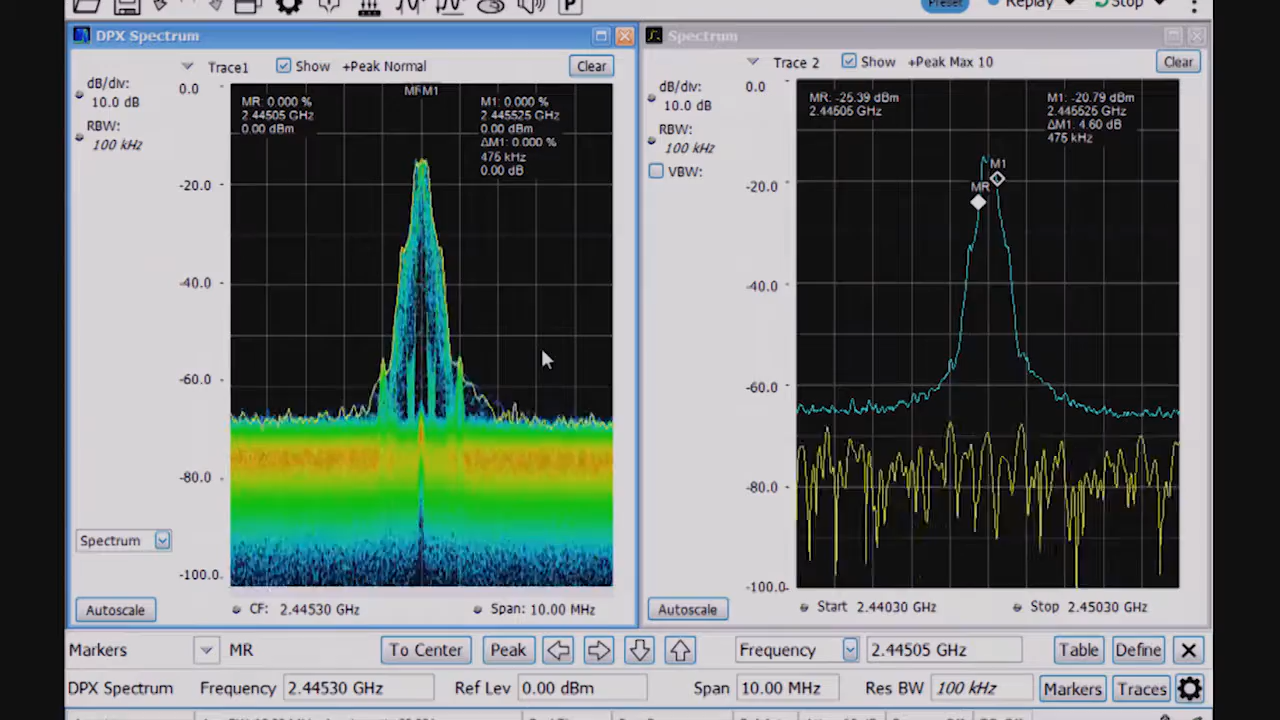 P
Preset
Replay
Stop
DPX Spectrum
Trace1
Show
+Peak Normal
Clear
dB/div:
10.0 dB
RBW:
100 kHz
0.0
-20.0
-40.0
-60.0
-80.0
-100.0
MR: 0.000 %
2.44505 GHz
0.00 dBm
M1
M1: 0.000 %
2.445525 GHz
0.00 dBm
ΔM1: 0.000 %
475 kHz
0.00 dB
Spectrum
Autoscale
CF: 2.44530 GHz
Span: 10.00 MHz
Spectrum
Trace 2
Show
+Peak Max 10
Clear
dB/div:
10.0 dB
RBW:
100 kHz
VBW:
0.0
-20.0
-40.0
-60.0
-80.0
-100.0
MR: -25.39 dBm
2.44505 GHz
M1: -20.79 dBm
2.445525 GHz
ΔM1: 4.60 dB
475 kHz
MR
M1
Autoscale
Start 2.44030 GHz
Stop 2.45030 GHz
Markers
MR
To Center
Peak
Frequency
2.44505 GHz
Table
Define
DPX Spectrum
Frequency
2.44530 GHz
Ref Lev
0.00 dBm
Span
10.00 MHz
Res BW
100 kHz
Markers
Traces